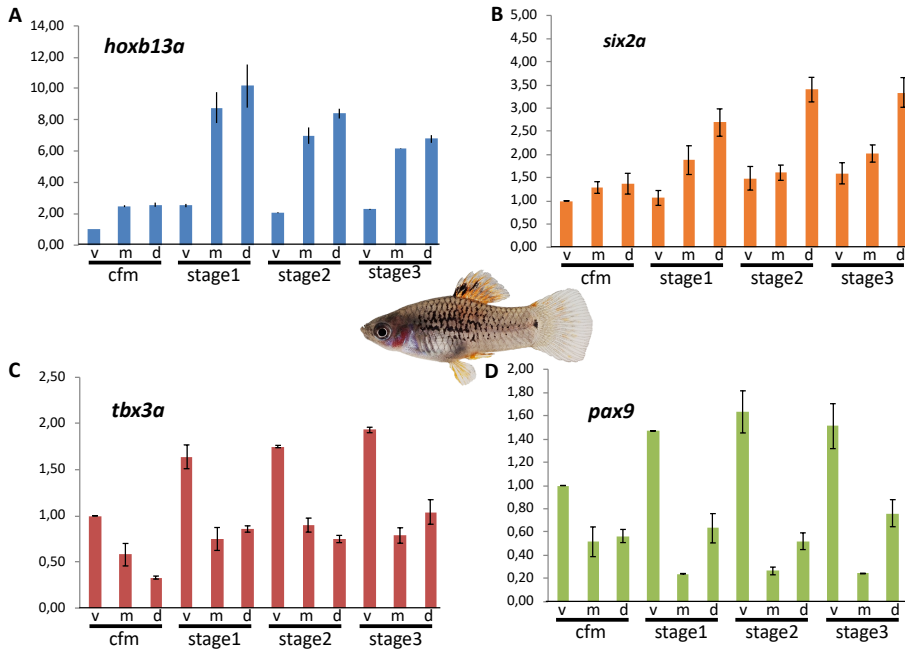 A
hoxb13a
14,00
12,00
10,00
8,00
6,00
4,00
2,00
0,00
v m d v m d v m d v m d
cfm stage1 stage2 stage3
B
six2a
5,00
4,50
4,00
3,50
3,00
2,50
2,00
1,50
1,00
0,50
0,00
v m d v m d v m d v m d
cfm stage1 stage2 stage3
C
tbx3a
2,50
2,00
1,50
1,00
0,50
0,00
v m d v m d v m d v m d
cfm stage1 stage2 stage3
D
pax9
2,00
1,80
1,60
1,40
1,20
1,00
0,80
0,60
0,40
0,20
0,00
v m d v m d v m d v m d
cfm stage1 stage2 stage3